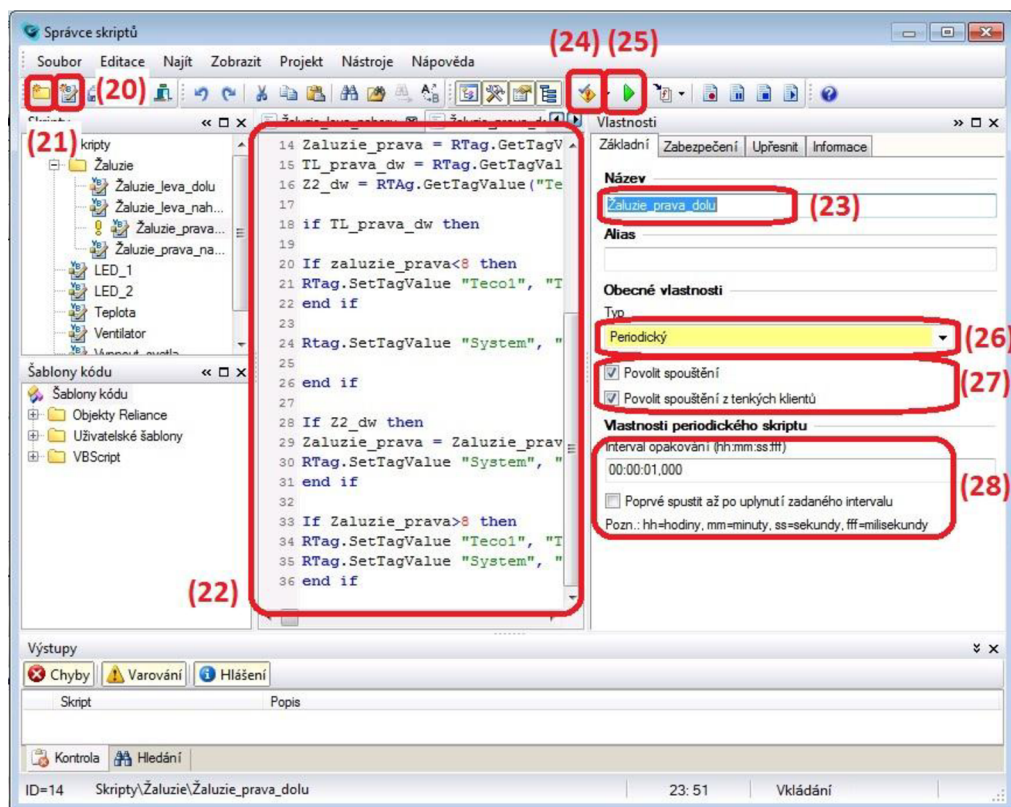 Správce skriptů
(24)
(25)
Soubor Editace Najít Zobrazit Projekt Nástroje Nápověda
(20)
(21)
« Žaluzie_prava_d
kripty
Žaluzie
Žaluzie_leva_dolu
Žaluzie_leva_nah...
Žaluzie_prava...
Žaluzie_prava_na...
LED_1
LED_2
Teplota
Ventilator
Šablony kódu «
Šablony kódu
Objekty Reliance
Uživatelské šablony
VBScript
14 Zaluzie_prava = RTag.GetTagV
15 TL_prava_dw = RTag.GetTagVal
16 Z2_dw = RTAg.GetTagValue("Te
17
18 if TL_prava_dw then
19
20 If zaluzie_prava<8 then
21 RTag.SetTagValue "Teco1", "T
22 end if
23
24 Rtag.SetTagValue "System", "
25
26 end if
27
28 If Z2_dw then
29 Zaluzie_prava = Zaluzie_prav
30 RTag.SetTagValue "System", "
31 end if
32
33 If Zaluzie_prava>8 then
34 RTag.SetTagValue "Teco1", "T
35 RTag.SetTagValue "System", "
36 end if
(22)
Vlastnosti »
Základní Zabezpečení Upřesnit Informace
Název
Žaluzie_prava_dolu
(23)
Alias
Obecné vlastnosti
Typ
Periodický
(26)
Povolit spouštění
Povolit spouštění z tenkých klientů
(27)
Vlastnosti periodického skriptu
Interval opakování (hh:mm:ss:fff)
00:00:01,000
Poprvé spustit až po uplynutí zadaného intervalu
Pozn.: hh=hodiny, mm=minuty, ss=sekundy, fff=milisekundy
(28)
Výstupy
Chyby Varování Hlášení
Skript Popis
Kontrola Hledání
ID=14 Skripty\Žaluzie\Žaluzie_prava_dolu 23: 51 Vkládání